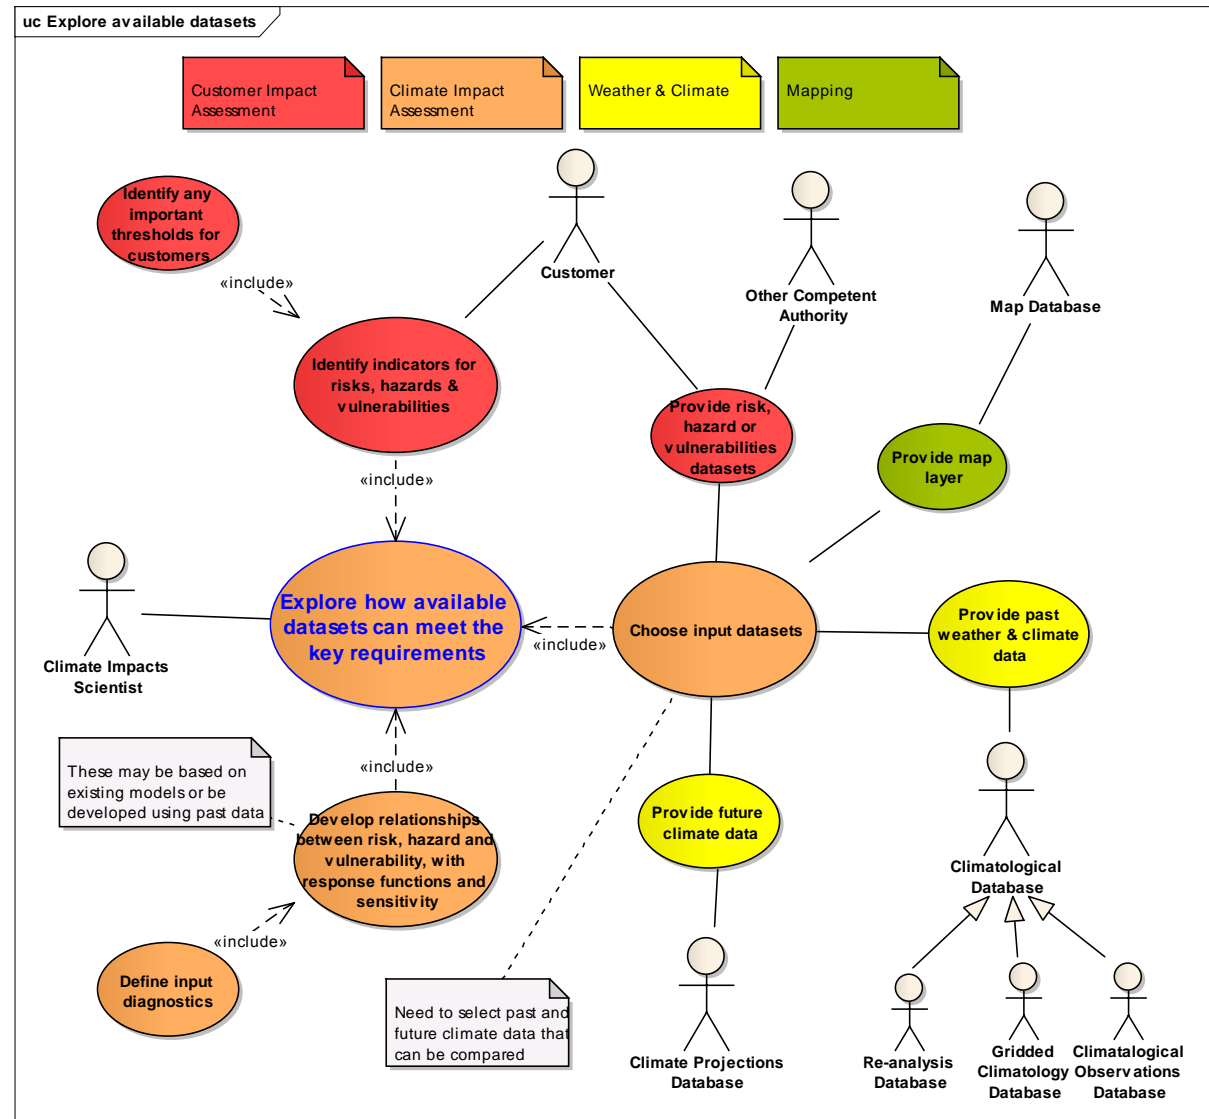 uc Explore available datasets
Customer Impact
Assessment
Climate Impact
Assessment
Weather & Climate
Mapping
Identify any
important
thresholds for
customers
«include»
Customer
Other Competent
Authority
Map Database
Identify indicators for
risks, hazards &
vulnerabilities
Provide risk,
hazard or
vulnerabilities
datasets
Provide map
layer
«include»
Climate Impacts
Scientist
Explore how available
datasets can meet the
key requirements
«include»
Choose input datasets
Provide past
weather & climate
data
These may be based on
existing models or be
developed using past data
«include»
Develop relationships
between risk, hazard and
vulnerability, with
response functions and
sensitivity
Provide future
climate data
Climatological
Database
«include»
Define input
diagnostics
Need to select past and
future climate data that
can be compared
Climate Projections
Database
Re-analysis
Database
Gridded
Climatology
Database
Climatalogical
Observations
Database